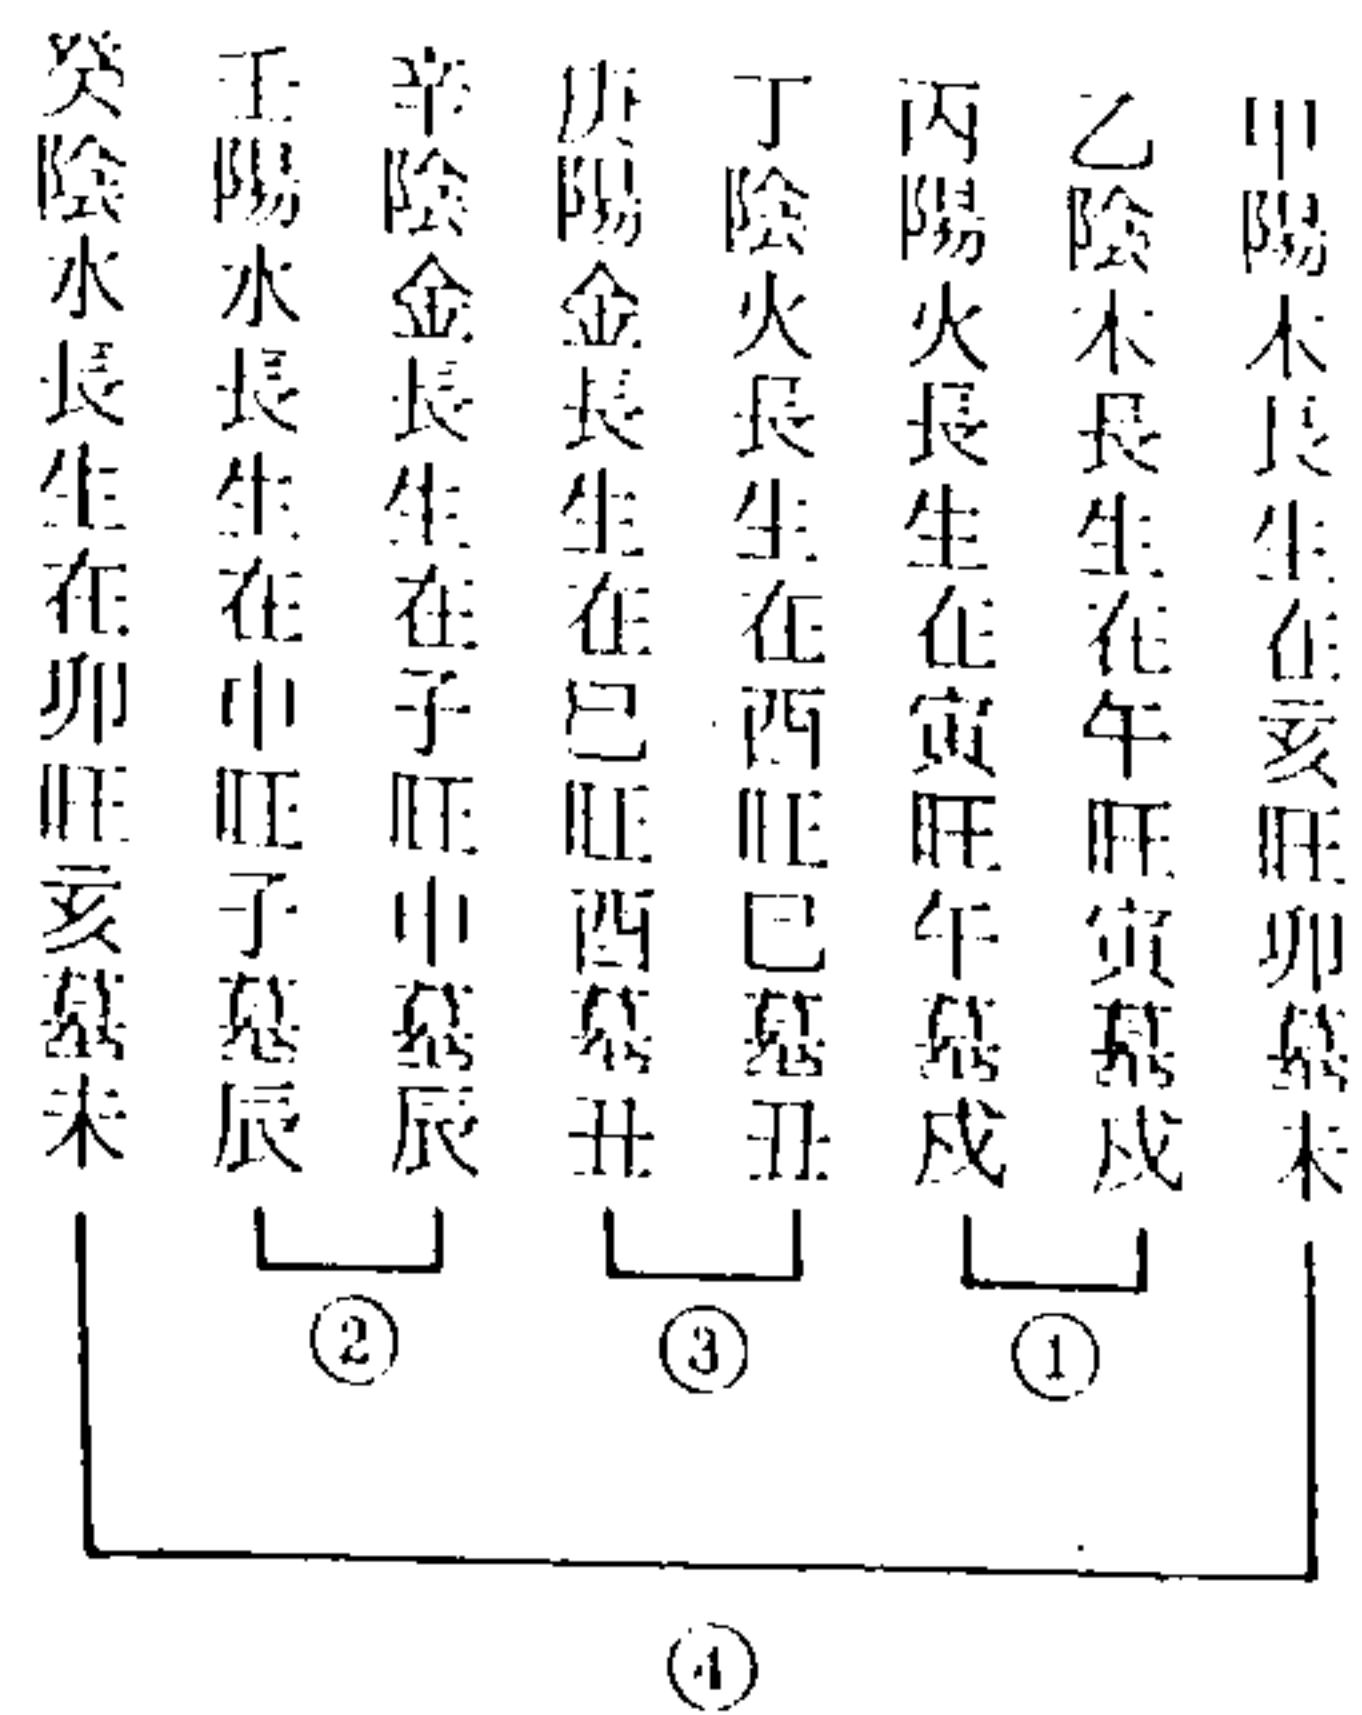 甲陽木長生在亥旺卯墓未
乙陰木長生在午旺寅墓戌
丙陽火長生在寅旺午墓戌
丁陰火長生在酉旺巳墓丑
庚陽金長生在巳旺酉墓丑
辛陰金長生在子旺申墓辰
壬陽水長生在申旺子墓辰
癸陰水長生在卯旺亥墓未
①
③
②
④